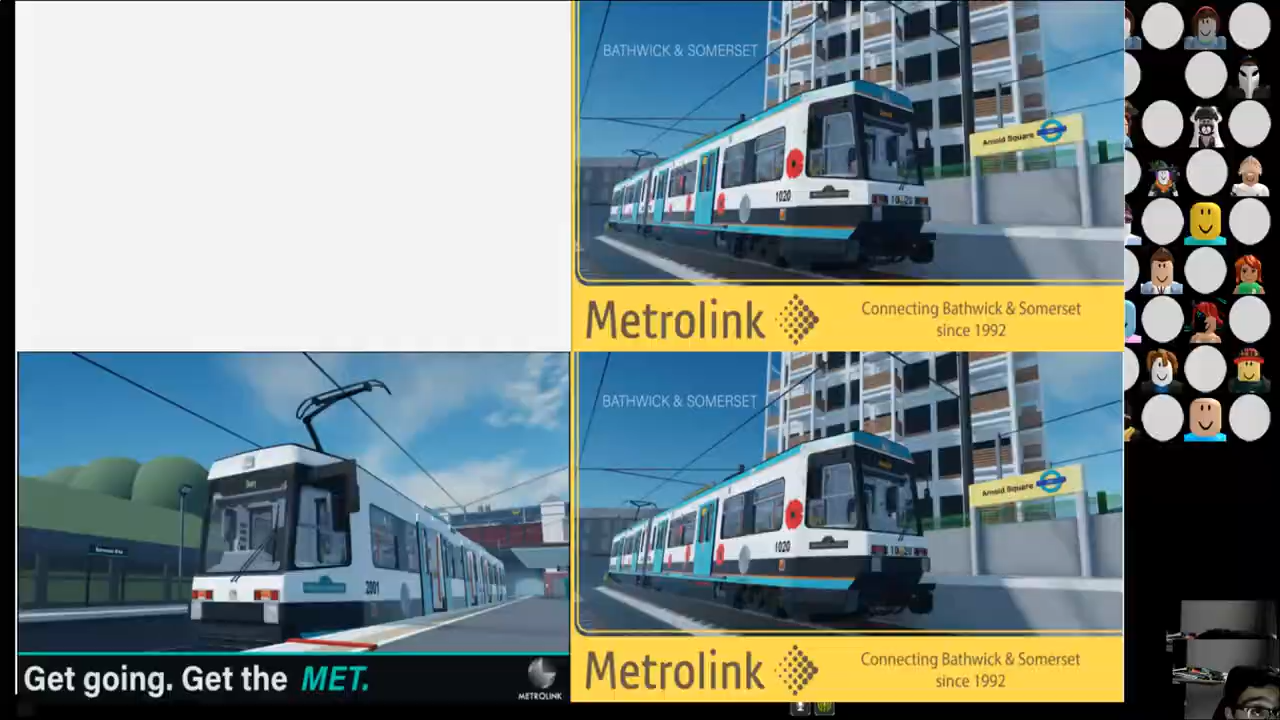 BATHWICK & SOMERSET
Arnold Square
1020
Metrolink
Connecting Bathwick & Somerset
since 1992
2001
Get going. Get the MET.
METROLINK
BATHWICK & SOMERSET
Arnold Square
1020
Metrolink
Connecting Bathwick & Somerset
since 1992